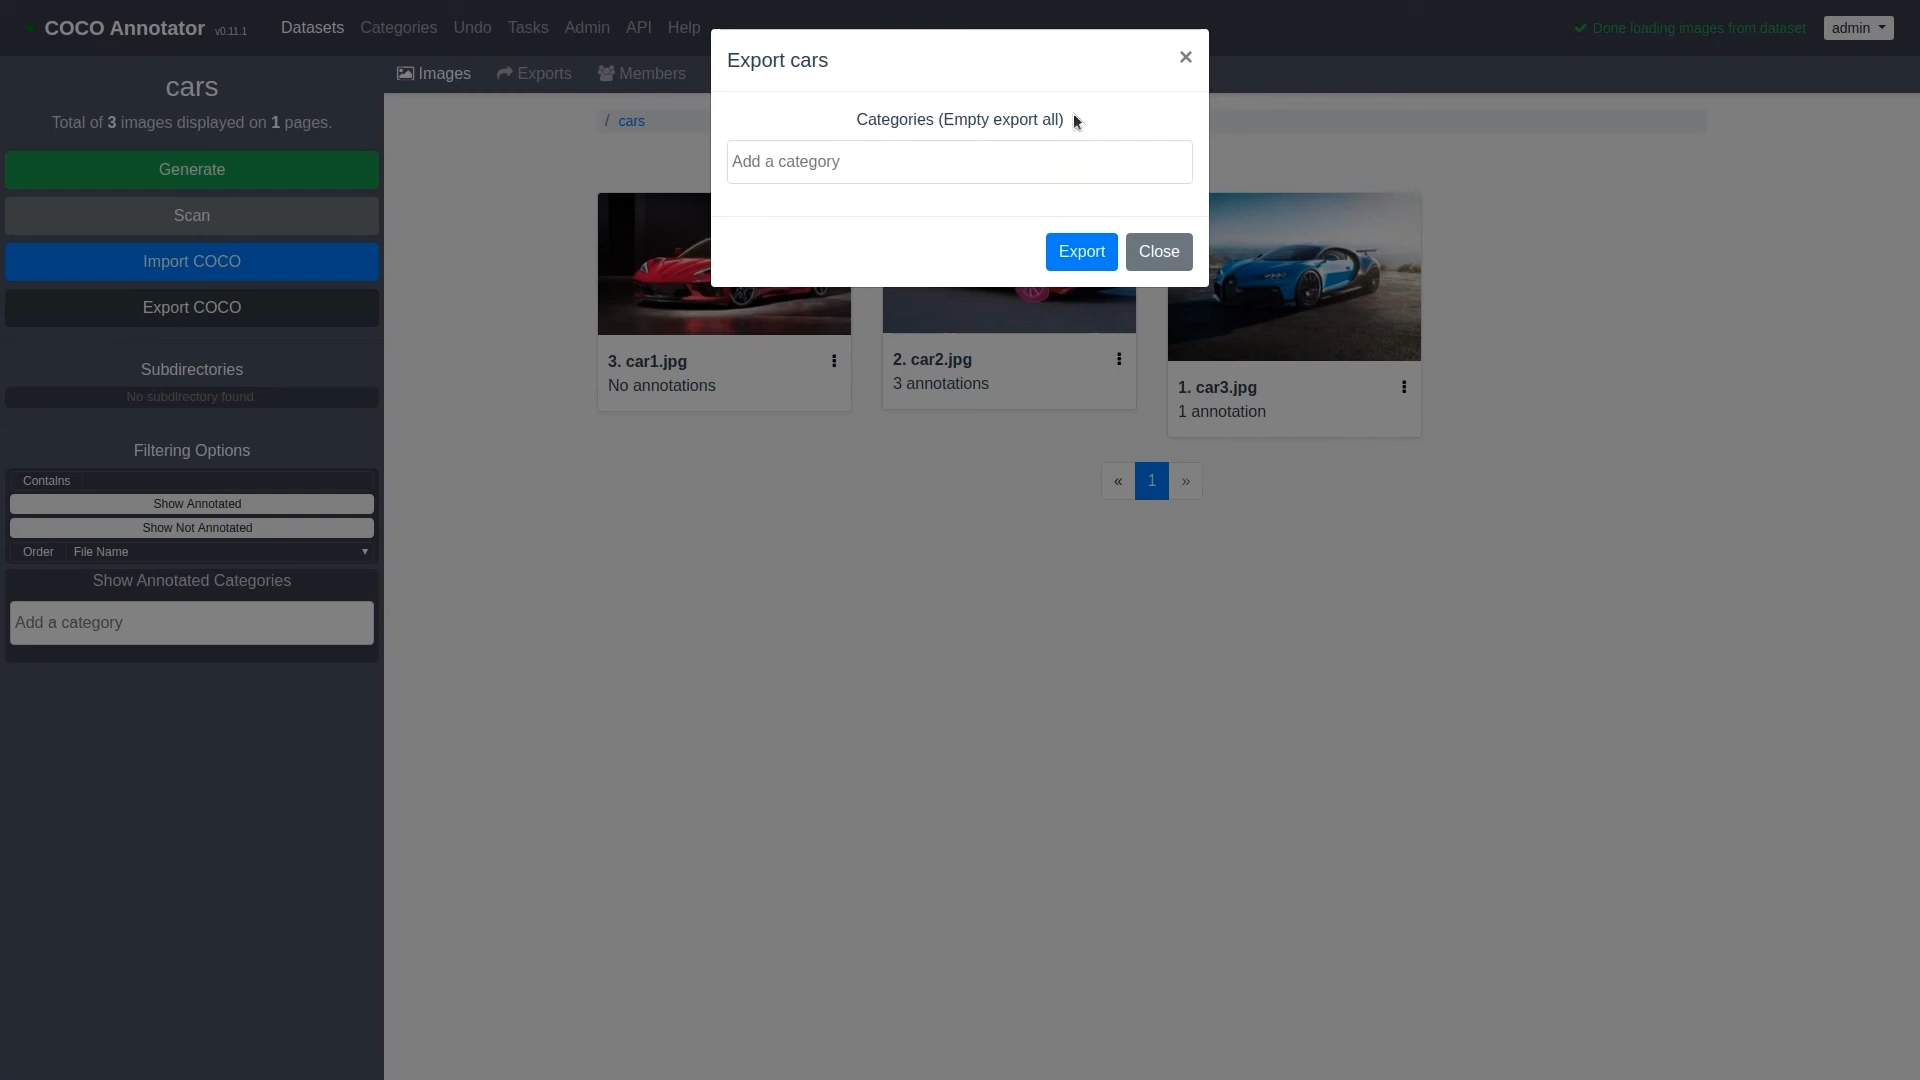 COCO Annotator v0.11.1
Datasets Categories Undo Tasks Admin API Help
Done loading images from dataset
admin
cars
Total of 3 images displayed on 1 pages.
Generate
Scan
Import COCO
Export COCO
Subdirectories
No subdirectory found.
Filtering Options
Contains
Show Annotated
Show Not Annotated
Order File Name
Show Annotated Categories
Add a category
Images Exports Members
/ cars
Export cars
×
Categories (Empty export all)
Add a category
Export Close
3. car1.jpg
No annotations
2. car2.jpg
3 annotations
1. car3.jpg
1 annotation
« 1 »